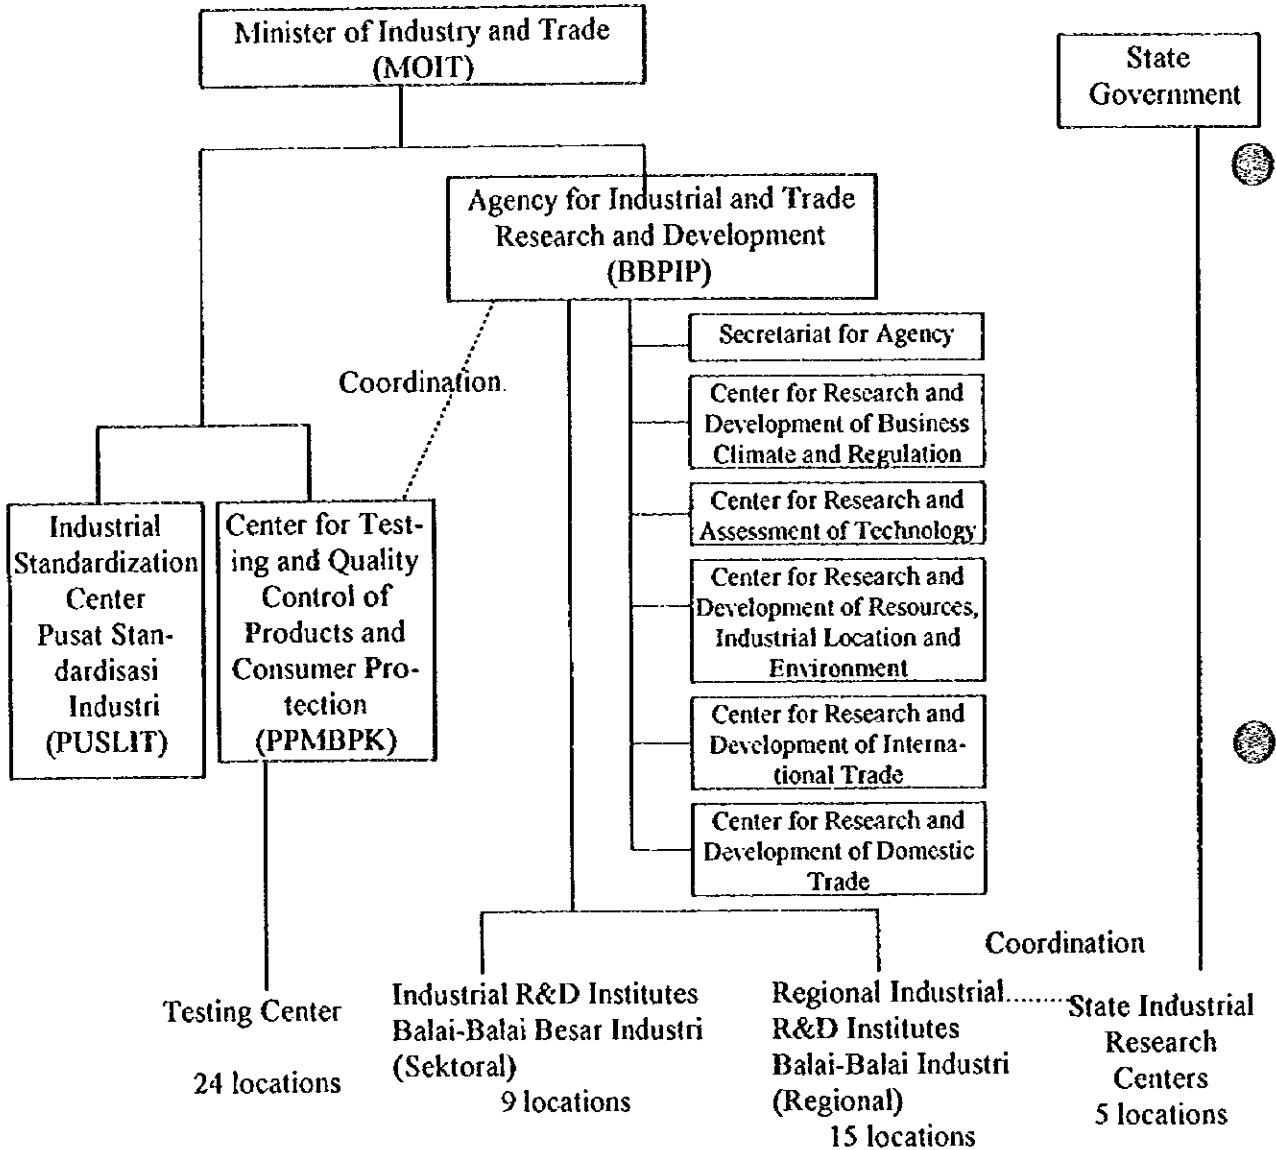 Minister of Industry and Trade
(MOIT)
State
Government
Agency for Industrial and Trade
Research and Development
(BBPIP)
Secretariat for Agency
Coordination.
Center for Research and
Development of Business
Climate and Regulation
Center for Research and
Assessment of Technology
Center for Research and
Development of Resources,
Industrial Location and
Environment
Center for Research and
Development of Interna-
tional Trade
Center for Research and
Development of Domestic
Trade
Industrial
Standardization
Center
Pusat Stan-
dardisasi
Industri
(PUSLIT)
Center for Test-
ing and Quality
Control of
Products and
Consumer Pro-
tection
(PPMBPK)
Coordination
Testing Center
24 locations
Industrial R&D Institutes
Balai-Balai Besar Industri
(Sektoral)
9 locations
Regional Industrial
R&D Institutes
Balai-Balai Industri
(Regional)
15 locations
State Industrial
Research
Centers
5 locations